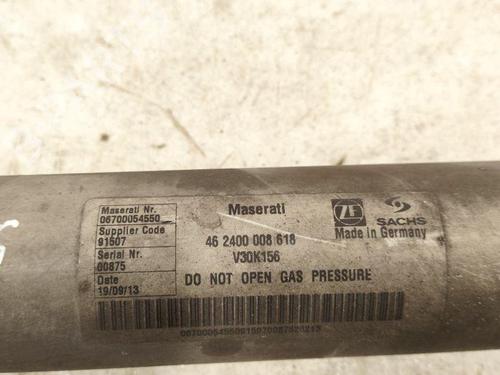 Maserati Nr.
06700054550
Supplier Code
91507
Serial Nr.
00875
Date
19/09/13
Maserati
46 2400 008 618
V30K156
DO NOT OPEN GAS PRESSURE
ZF
SACHS
Made in Germany